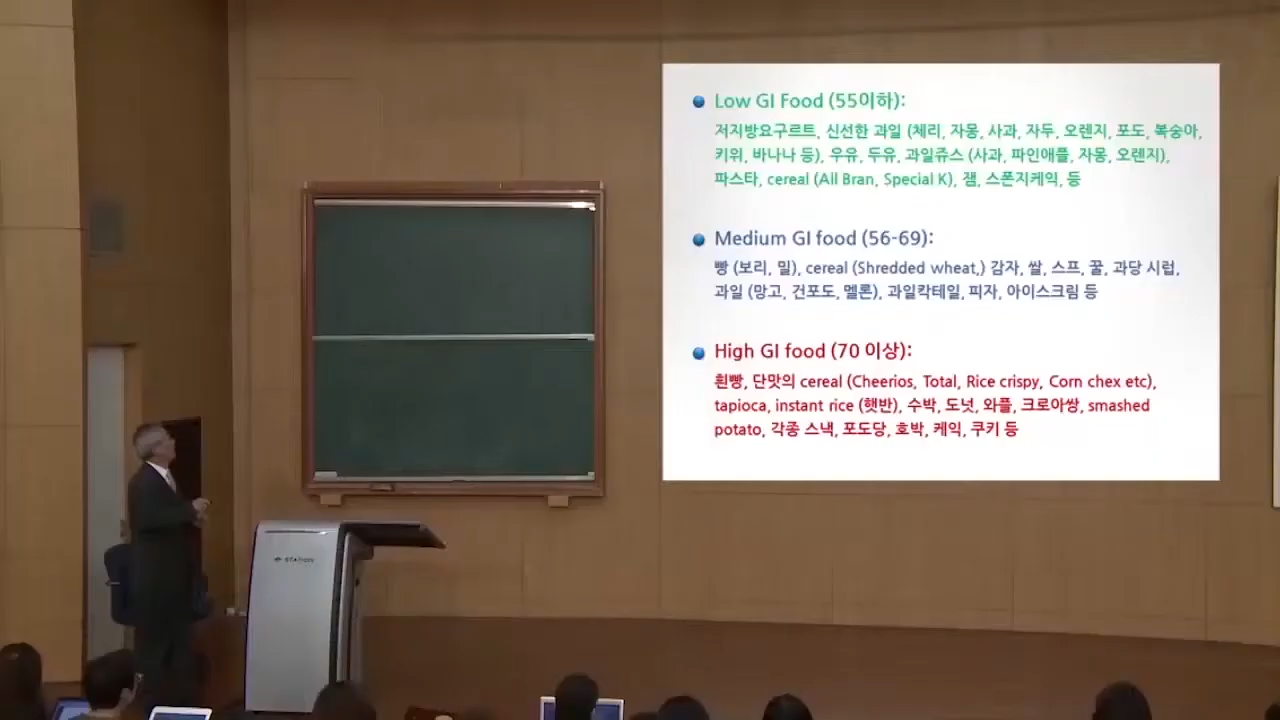 Low GI Food (55이하):
저지방요구르트, 신선한 과일 (체리, 자몽, 사과, 자두, 오렌지, 포도, 복숭아,
키위, 바나나 등), 우유, 두유, 과일쥬스 (사과, 파인애플, 자몽, 오렌지),
파스타, cereal (All Bran, Special K), 잼, 스폰지케익, 등
Medium GI food (56-69):
빵 (보리, 밀), cereal (Shredded wheat,) 감자, 쌀, 스프, 꿀, 과당 시럽,
과일 (망고, 건포도, 멜론), 과일칵테일, 피자, 아이스크림 등
High GI food (70 이상):
흰빵, 단맛의 cereal (Cheerios, Total, Rice crispy, Corn chex etc),
tapioca, instant rice (햇반), 수박, 도넛, 와플, 크로아쌍, smashed
potato, 각종 스낵, 포도당, 호박, 케익, 쿠키 등